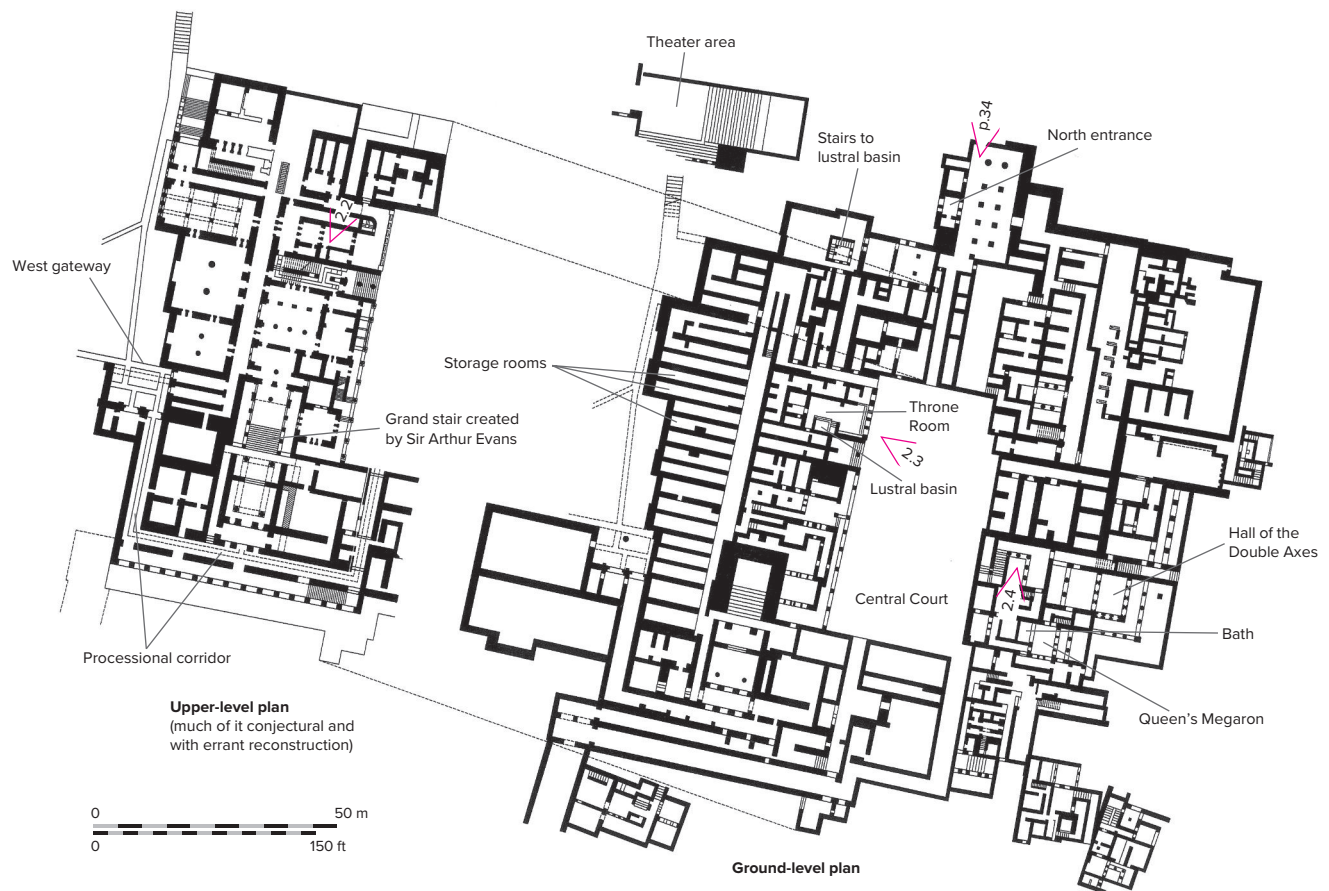 Theater area
p.34
Stairs to
lustral basin
North entrance
2.2
West gateway
Storage rooms
Grand stair created
by Sir Arthur Evans
Throne
Room
2.3
Lustral basin
Hall of the
Double Axes
Central Court
2.4
Bath
Processional corridor
Queen's Megaron
Upper-level plan
(much of it conjectural and
with errant reconstruction)
0 50 m
0 150 ft
Ground-level plan